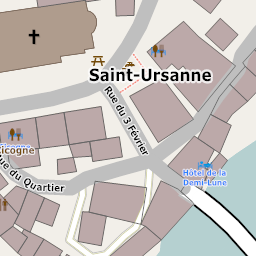 Saint-Ursanne
Rue du 3 Février
Cicogne
Rue du Quartier
Hôtel de la
Demi-Lune